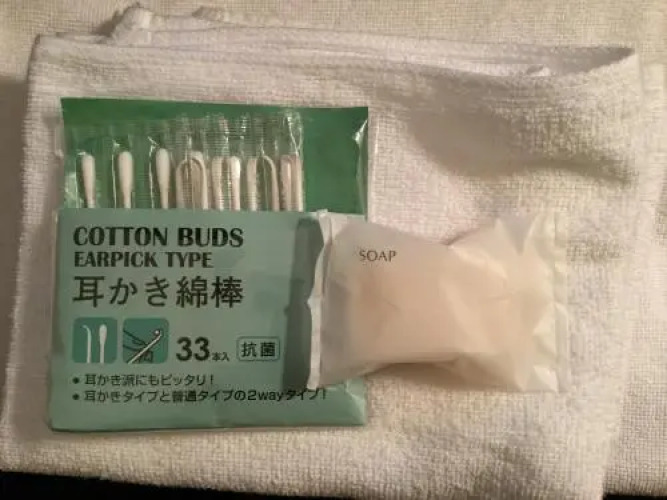 COTTON BUDS
EARPICK TYPE
耳かき綿棒
33本入 抗菌
● 耳かき派にもピッタリ!
● 耳かきタイプと普通タイプの2wayタイプ!
SOAP